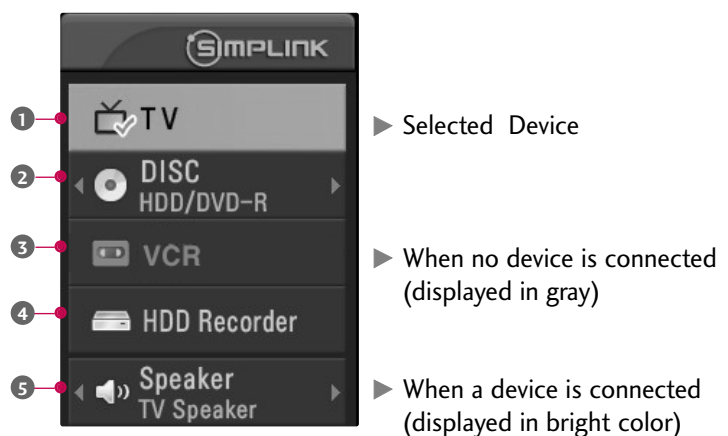 SIMPLINK
1 TV
Selected Device
2 DISC
HDD/DVD-R
3 VCR
When no device is connected
(displayed in gray)
4 HDD Recorder
5 Speaker
TV Speaker
When a device is connected
(displayed in bright color)